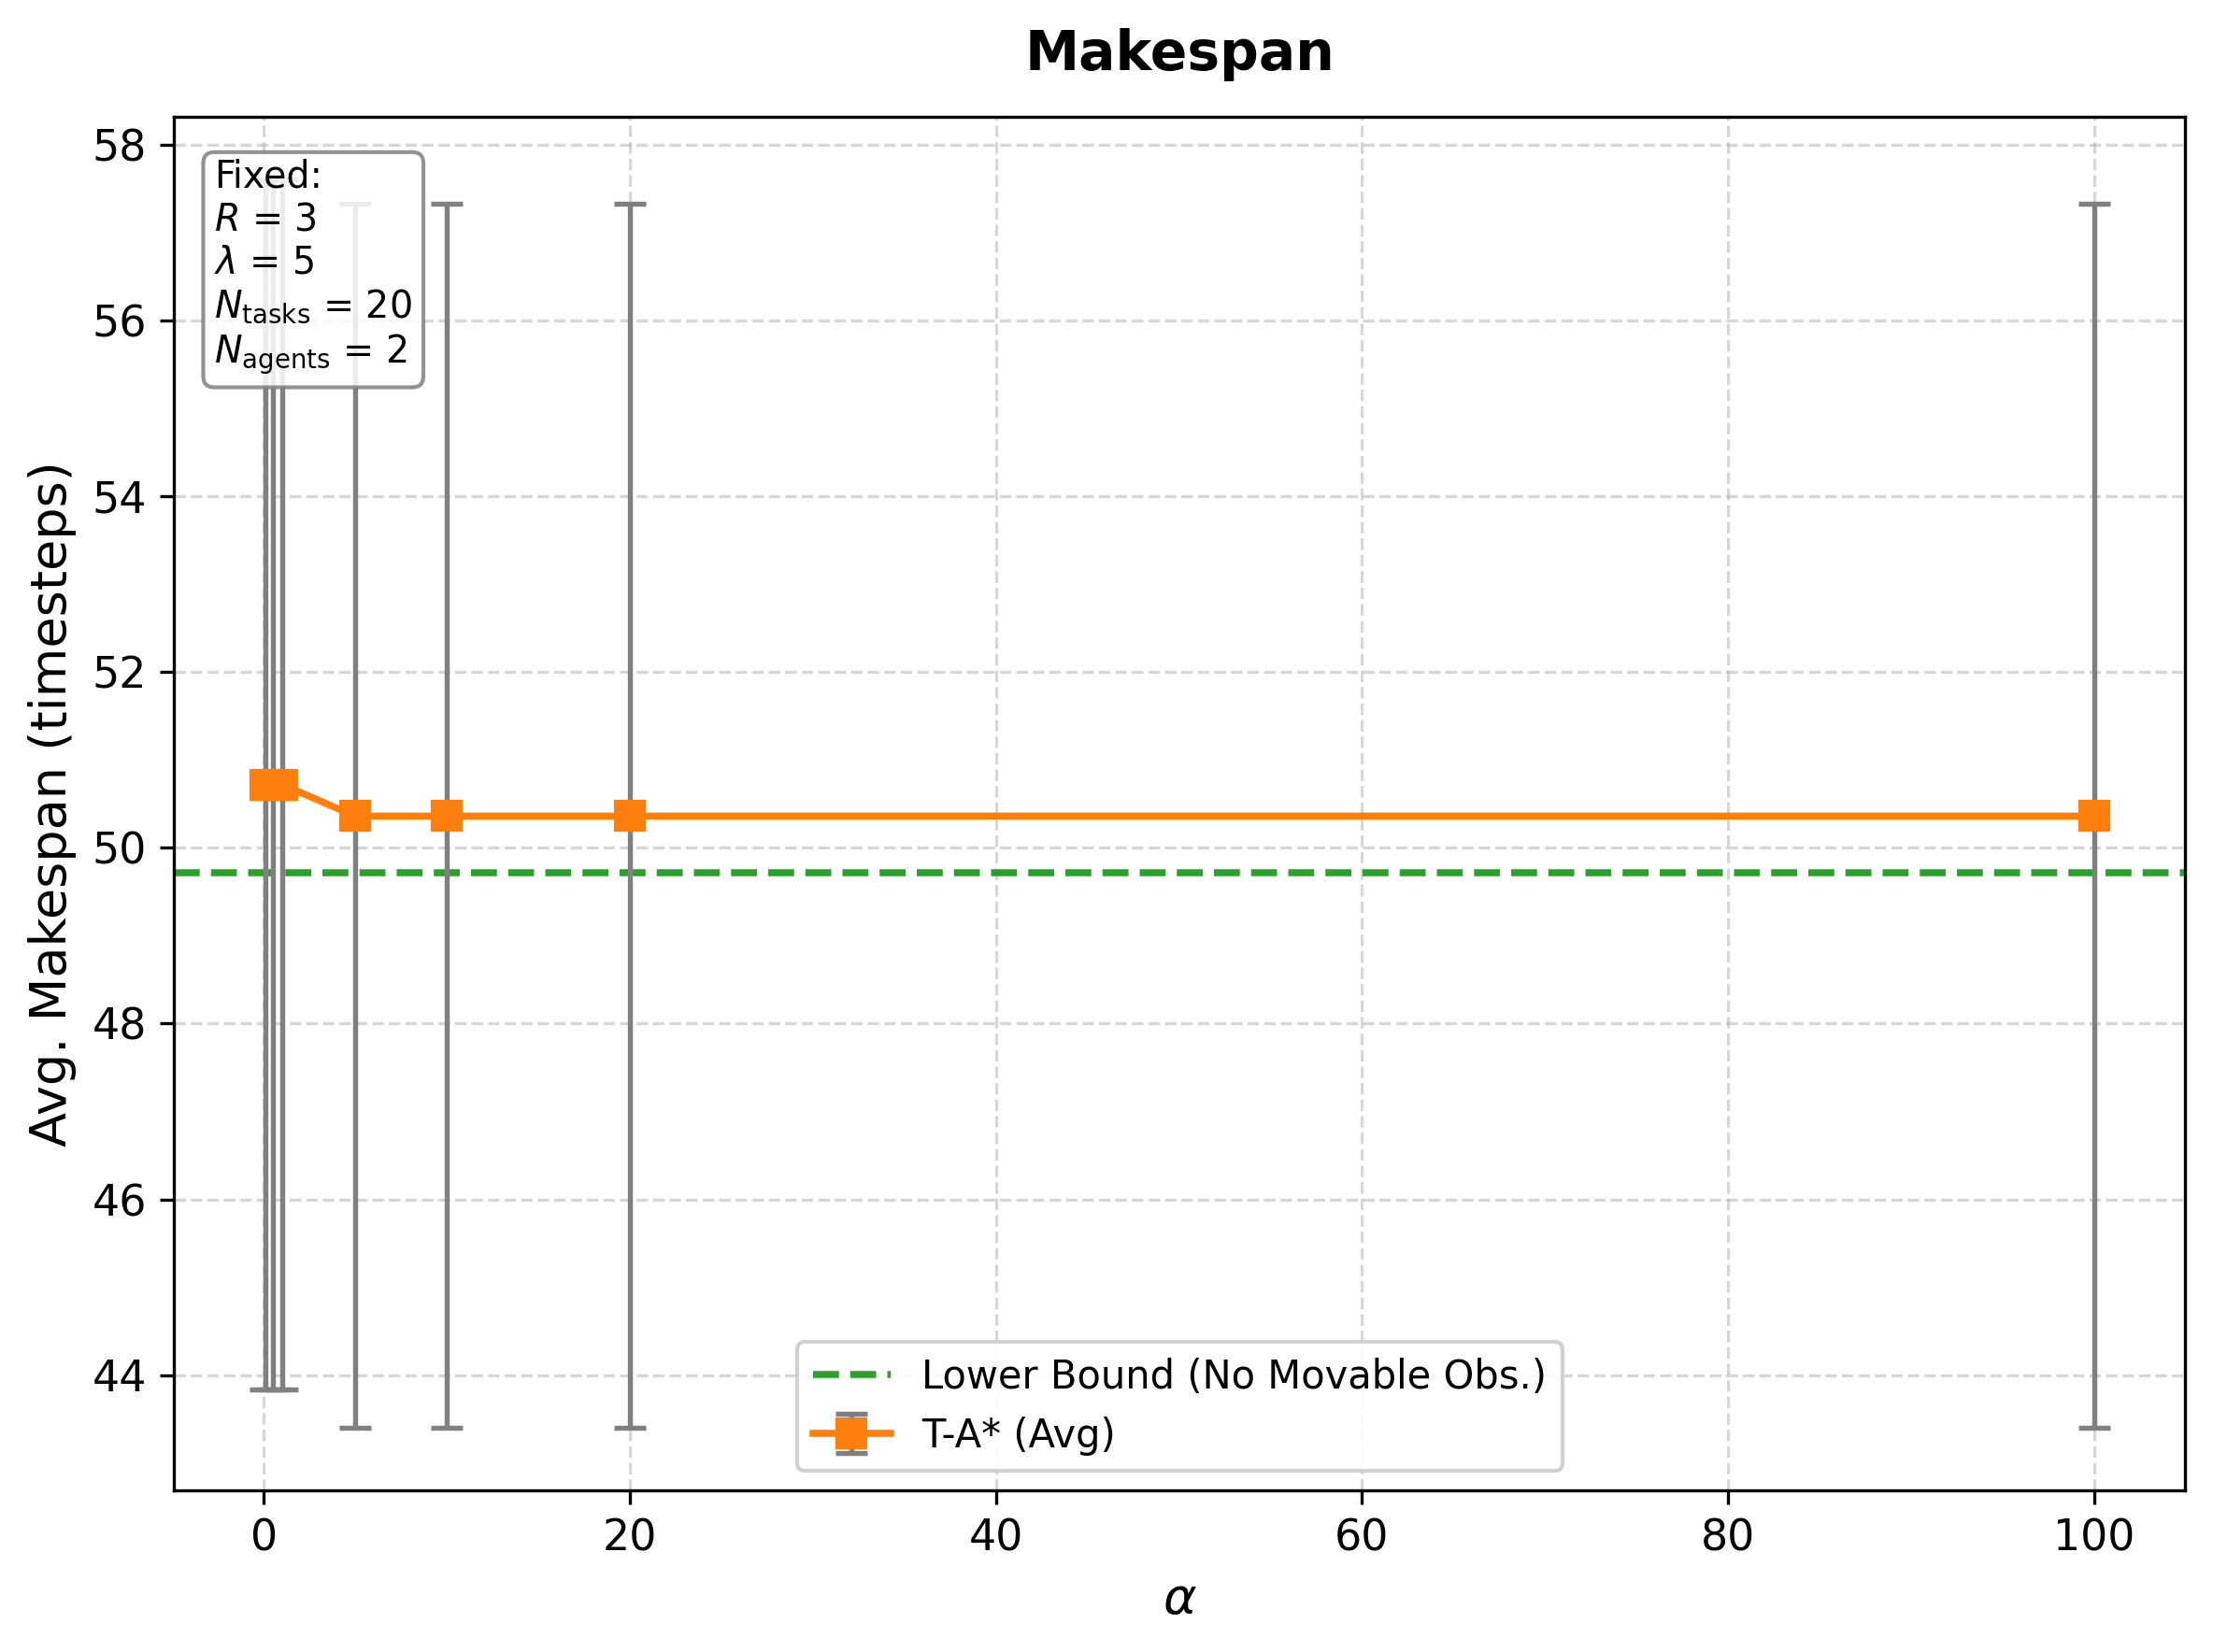 Makespan
58
56
54
52
50
48
46
44
Avg. Makespan (timesteps)
Fixed:
R = 3
λ = 5
N_tasks = 20
N_agents = 2
Lower Bound (No Movable Obs.)
T-A* (Avg)
0 20 40 60 80 100
α